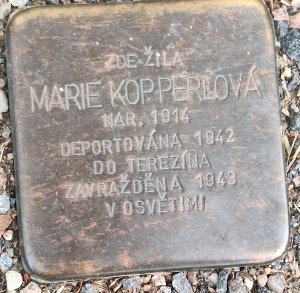 ZDE ŽILA
MARIE KOPPERLOVÁ
NAR. 1914
DEPORTOVÁNA 1942
DO TEREZÍNA
ZAVRAŽDĚNA 1943
V OSVĚTIMI